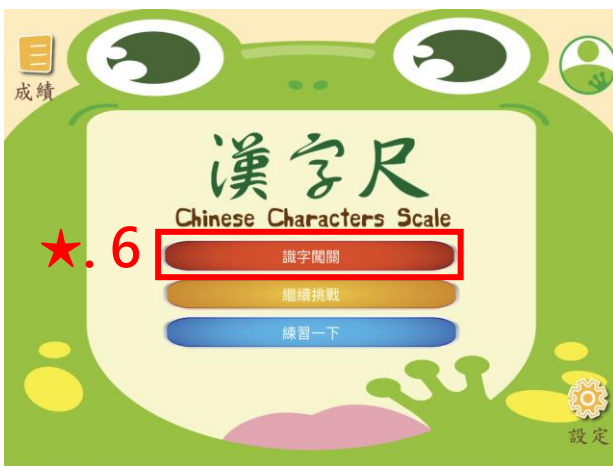 成績
漢字尺
Chinese Characters Scale
★. 6
識字闖關
繼續挑戰
練習一下
設定